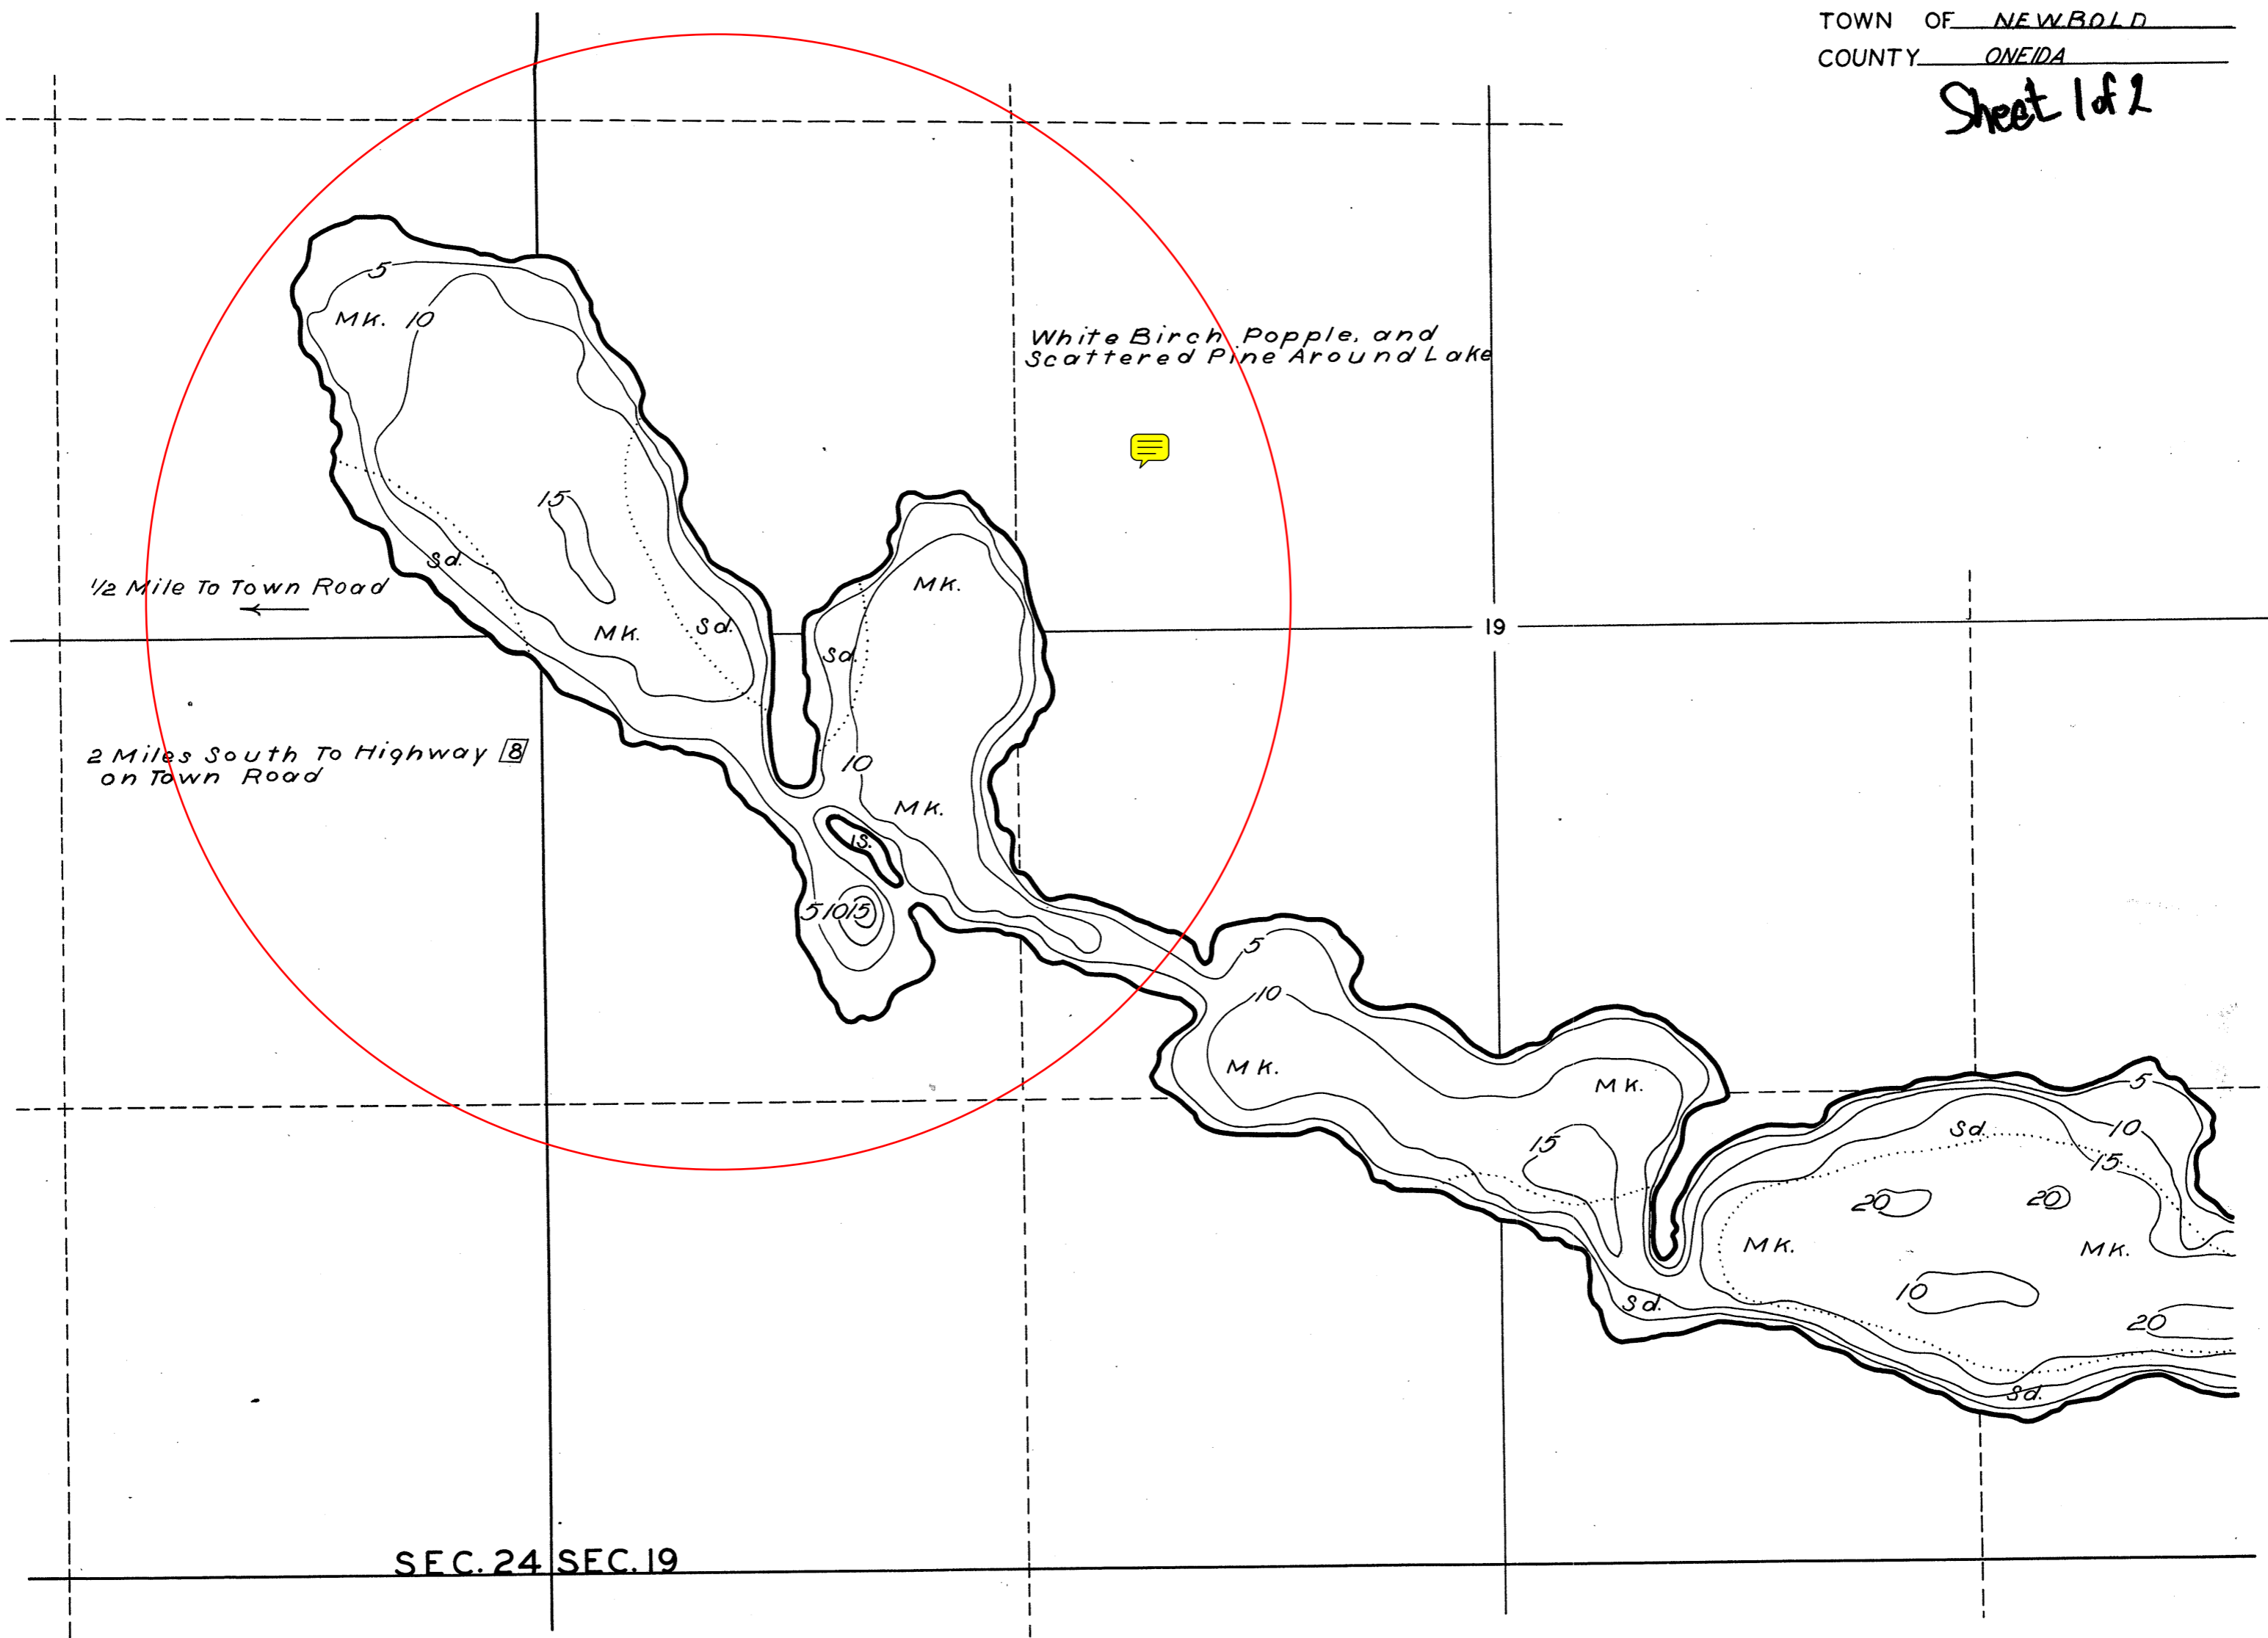 TOWN OF NEWBOLD
COUNTY ONEIDA
Sheet 1 of 2
5
MK. 10
White Birch, Popple, and
Scattered Pine Around Lake
15
Sd.
MK.
1/2 Mile To Town Road
MK. Sd.
19
Sd.
2 Miles South To Highway 8
on Town Road
10
MK.
IS.
5 10 15
5
10
MK.
MK.
5
15
Sd.
10
15
20
20
MK.
MK.
10
Sd.
20
Sd.
SEC. 24 SEC. 19